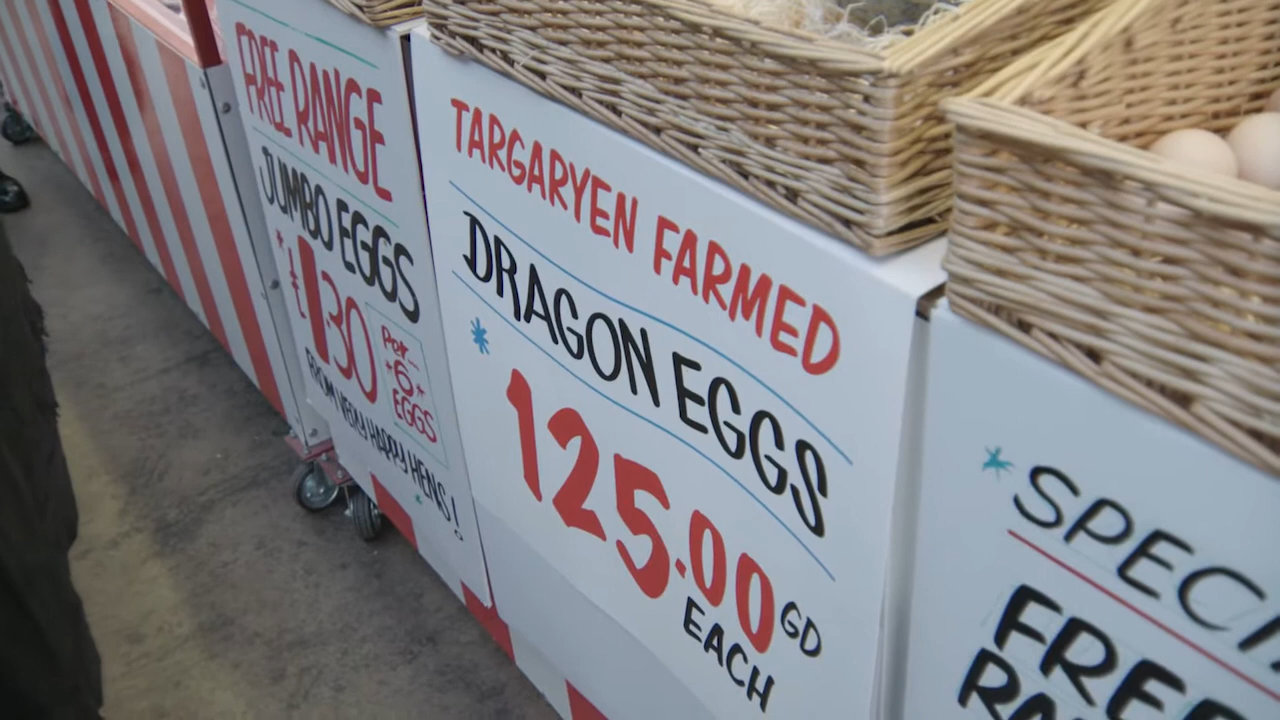 FREE RANGE
JUMBO EGGS
£1.30
Per
6
EGGS
FROM VERY HAPPY HENS!
TARGARYEN FARMED
DRAGON EGGS
125.00 GD
EACH
FREE